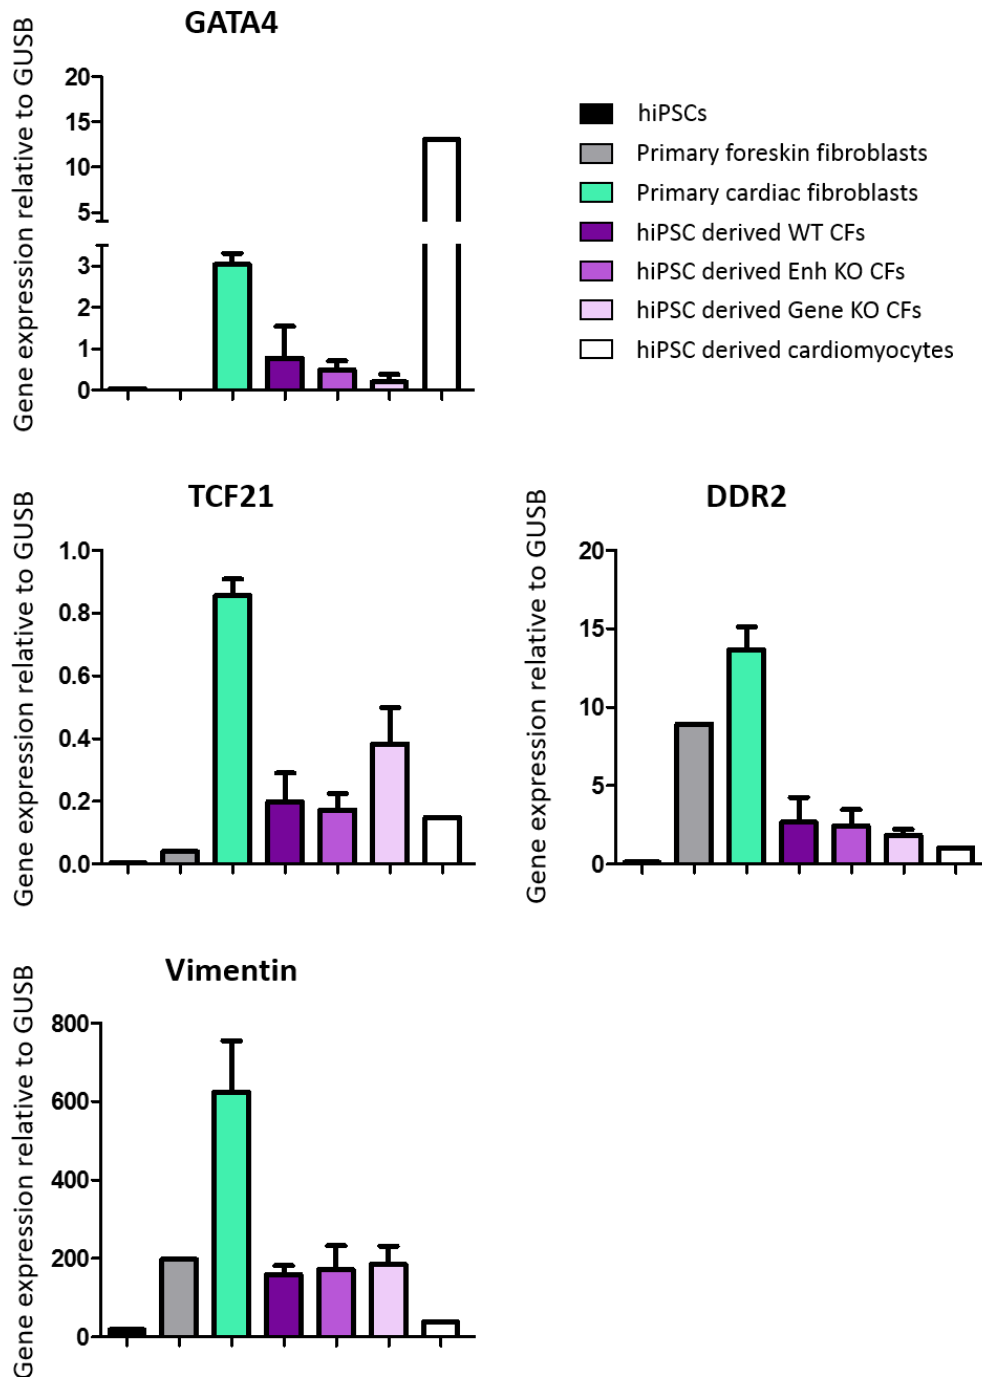 GATA4
Gene expression relative to GUSB
20
15
10
5
3
2
1
0
hiPSCs
Primary foreskin fibroblasts
Primary cardiac fibroblasts
hiPSC derived WT CFs
hiPSC derived Enh KO CFs
hiPSC derived Gene KO CFs
hiPSC derived cardiomyocytes
TCF21
Gene expression relative to GUSB
1.0
0.8
0.6
0.4
0.2
0.0
DDR2
Gene expression relative to GUSB
20
15
10
5
0
Vimentin
Gene expression relative to GUSB
800
600
400
200
0